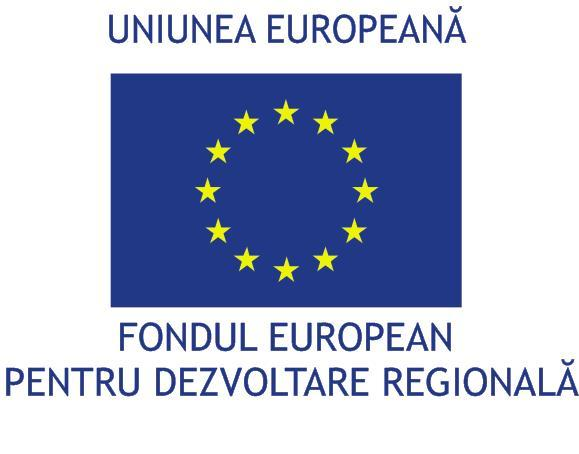 UNIUNEA EUROPEANĂ
FONDUL EUROPEAN
PENTRU DEZVOLTARE REGIONALĂ